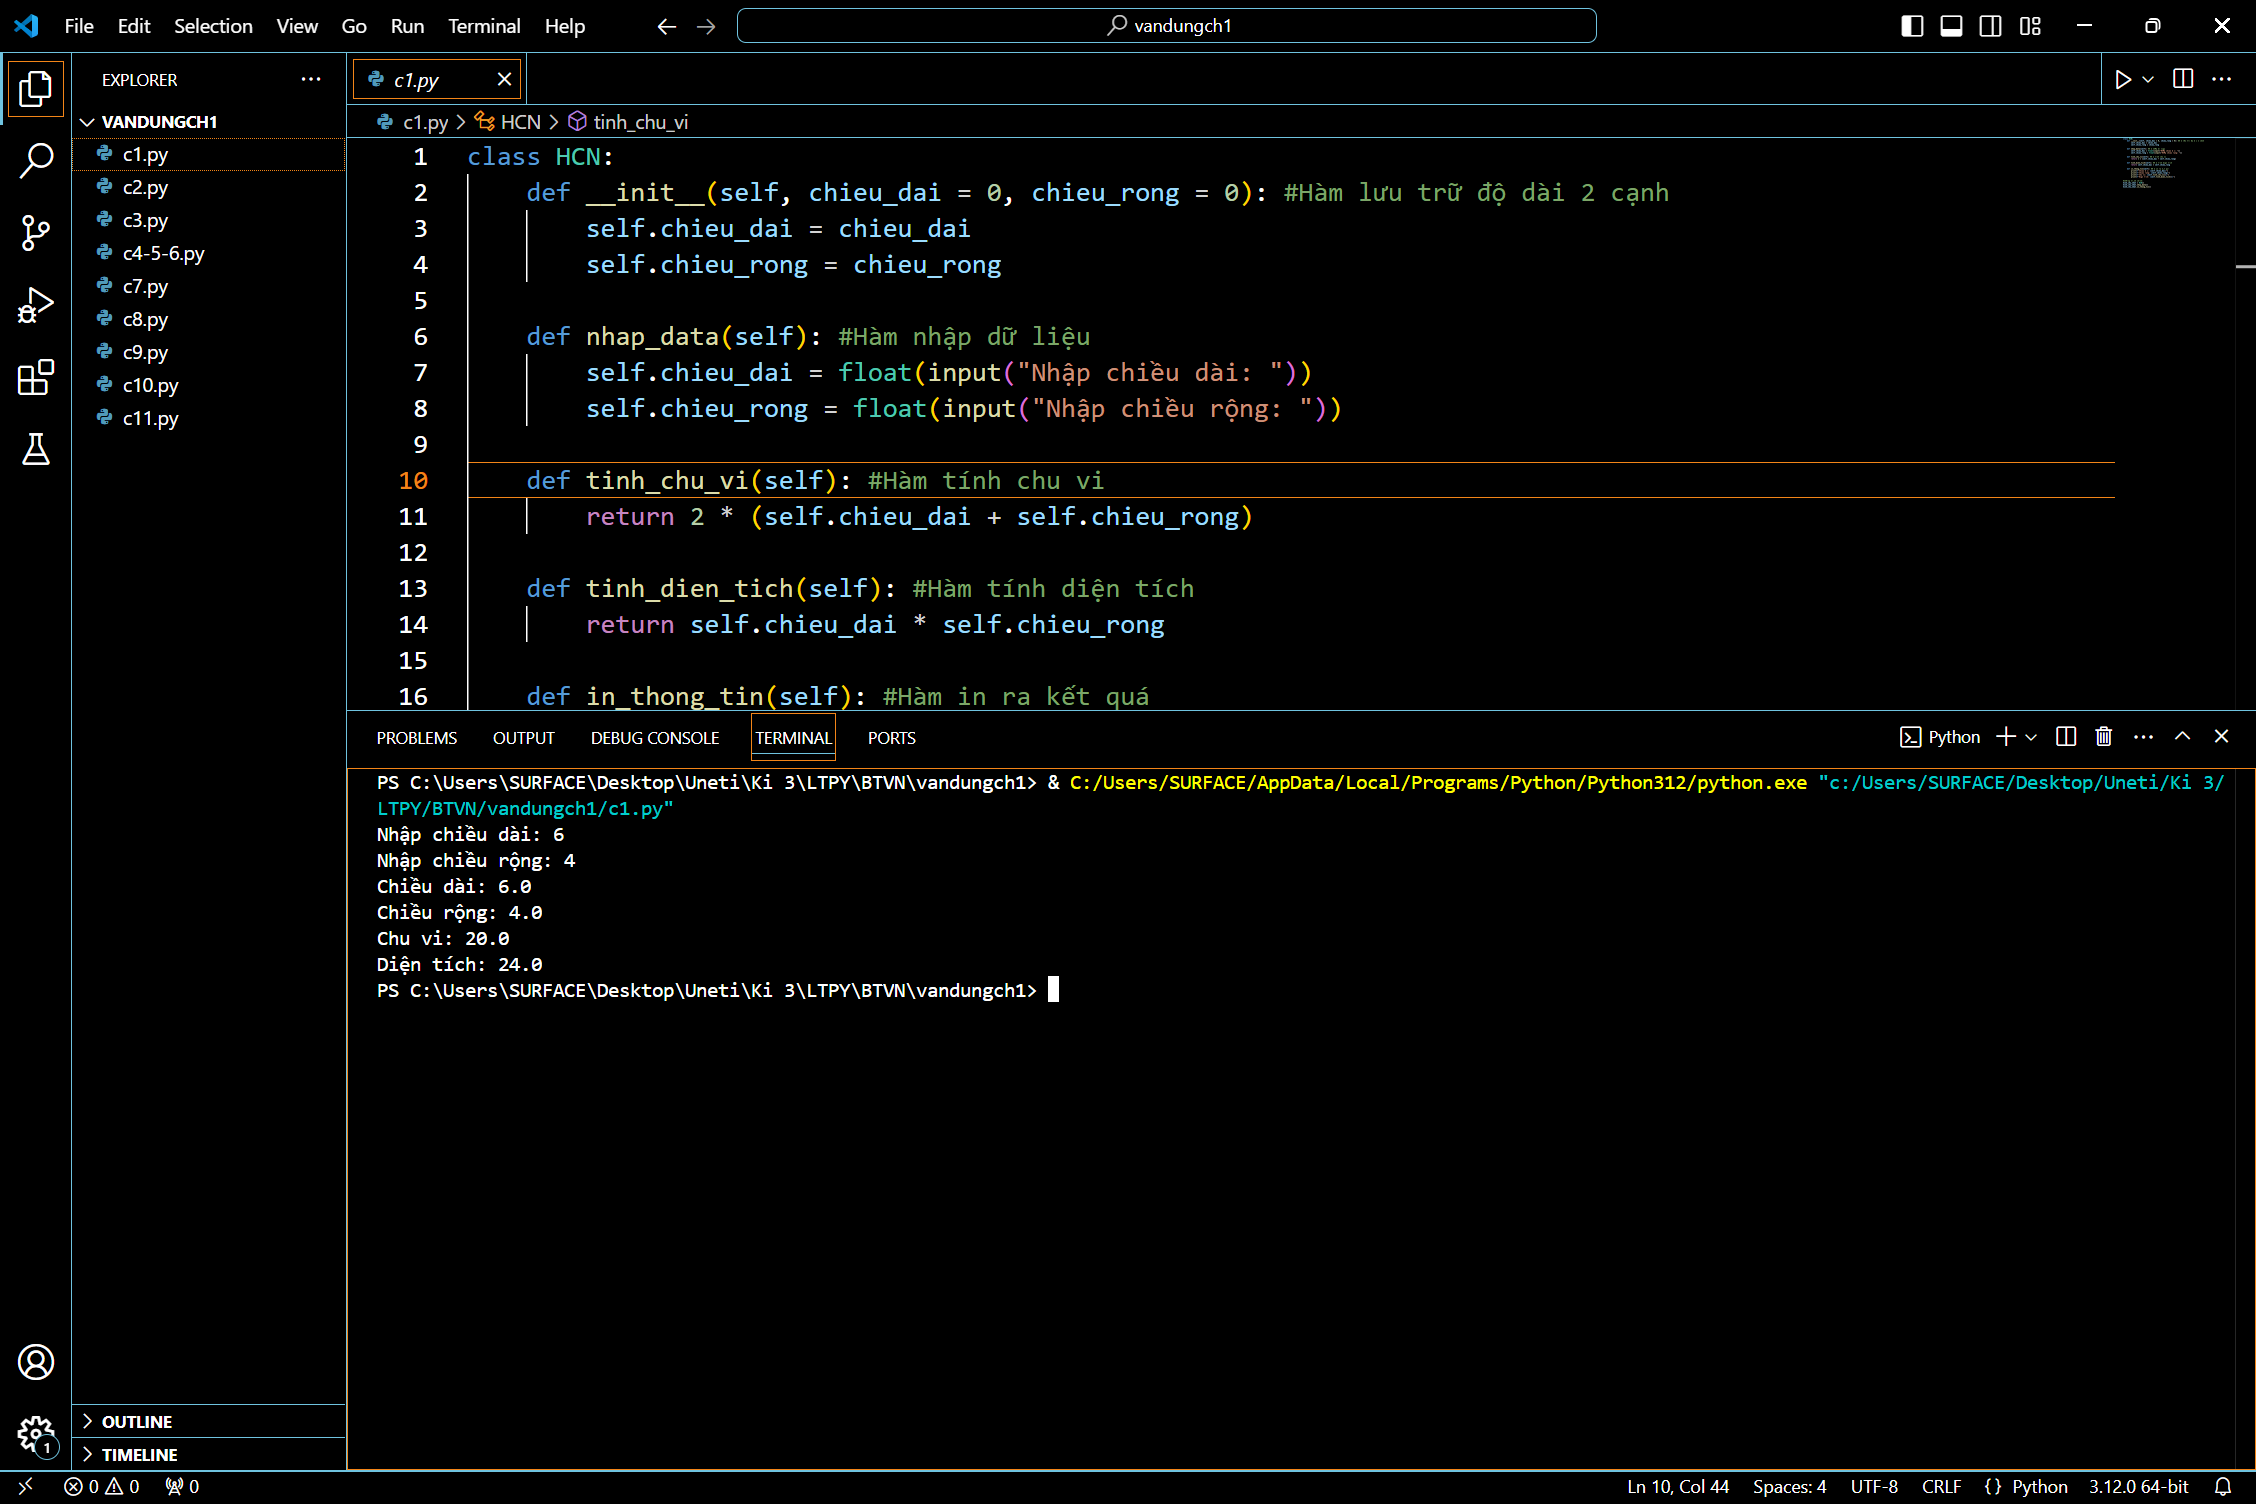 File Edit Selection View Go Run Terminal Help
vandungch1
EXPLORER
VANDUNGCH1
c1.py
c2.py
c3.py
c4-5-6.py
c7.py
c8.py
c9.py
c10.py
c11.py
OUTLINE
TIMELINE
c1.py
c1.py > HCN > tinh_chu_vi
1 class HCN:
2     def __init__(self, chieu_dai = 0, chieu_rong = 0): #Hàm lưu trữ độ dài 2 cạnh
3         self.chieu_dai = chieu_dai
4         self.chieu_rong = chieu_rong
5
6     def nhap_data(self): #Hàm nhập dữ liệu
7         self.chieu_dai = float(input("Nhập chiều dài: "))
8         self.chieu_rong = float(input("Nhập chiều rộng: "))
9
10     def tinh_chu_vi(self): #Hàm tính chu vi
11         return 2 * (self.chieu_dai + self.chieu_rong)
12
13     def tinh_dien_tich(self): #Hàm tính diện tích
14         return self.chieu_dai * self.chieu_rong
15
16     def in_thong_tin(self): #Hàm in ra kết quá
PROBLEMS OUTPUT DEBUG CONSOLE TERMINAL PORTS Python
PS C:\Users\SURFACE\Desktop\Uneti\Ki 3\LTPY\BTVN\vandungch1> & C:/Users/SURFACE/AppData/Local/Programs/Python/Python312/python.exe "c:/Users/SURFACE/Desktop/Uneti/Ki 3/
LTPY/BTVN/vandungch1/c1.py"
Nhập chiều dài: 6
Nhập chiều rộng: 4
Chiều dài: 6.0
Chiều rộng: 4.0
Chu vi: 20.0
Diện tích: 24.0
PS C:\Users\SURFACE\Desktop\Uneti\Ki 3\LTPY\BTVN\vandungch1>
1
0 0 0 Ln 10, Col 44 Spaces: 4 UTF-8 CRLF {} Python 3.12.0 64-bit